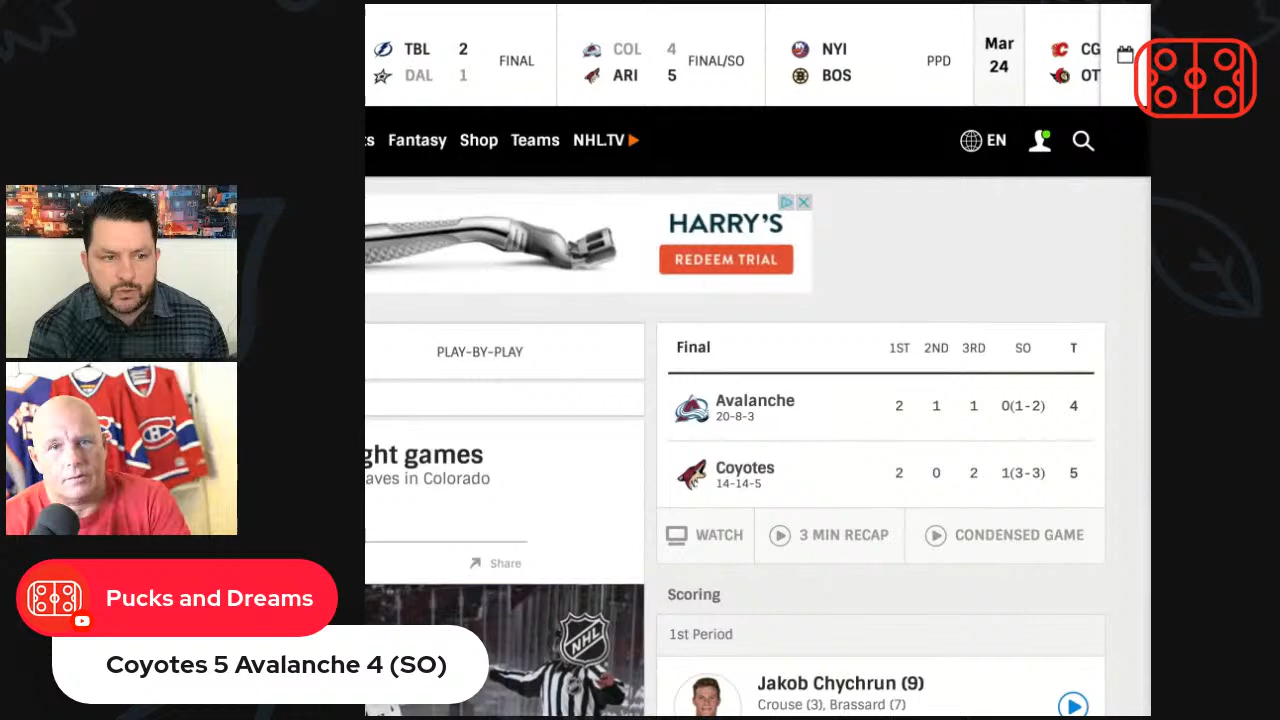 TBL 2
DAL 1
FINAL
COL 4
ARI 5
FINAL/SO
NYI
BOS
PPD
Mar
24
CG
OT
ts Fantasy Shop Teams NHL.TV
EN
HARRY'S
REDEEM TRIAL
PLAY-BY-PLAY
ght games
aves in Colorado
Share
Final 1ST 2ND 3RD SO T
Avalanche 2 1 1 0(1-2) 4
20-8-3
Coyotes 2 0 2 1(3-3) 5
14-14-5
WATCH 3 MIN RECAP CONDENSED GAME
Scoring
1st Period
Jakob Chychrun (9)
Crouse (3), Brassard (7)
NHL
Pucks and Dreams
Coyotes 5 Avalanche 4 (SO)